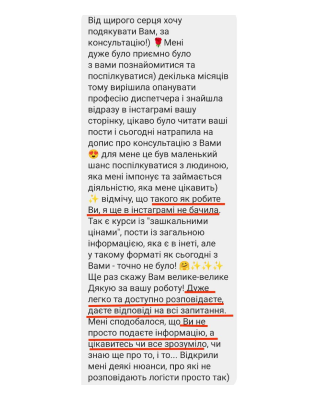 Від щирого серця хочу
подякувати Вам, за
консультацію!) 🌹Мені
дуже було приємно було
з вами познайомитися та
поспілкуватися) декілька місяців
тому вирішила опанувати
професію диспетчера і знайшла
відразу в інстаграмі вашу
сторінку, цікаво було читати ваші
пости і сьогодні натрапила на
допис про консультацію з Вами
😍 для мене це був маленький
шанс поспілкуватися з людиною,
яка мені імпонує та займається
діяльністю, яка мене цікавить)
✨ відмічу, що такого як робите
Ви, я ще в інстаграмі не бачила.
Так є курси із "зашкальними
цінами", пости із загальною
інформацією, яка є в інеті, але
у такому форматі як сьогодні з
Вами - точно не було! 🤗✨✨✨
Ще раз скажу Вам велике-велике
Дякую за вашу роботу! Дуже
легко та доступно розповідаєте,
даєте відповіді на всі запитання.
Мені сподобалося, що Ви не
просто подаєте інформацію, а
цікавитесь чи все зрозуміло, чи
знаю ще про то, і то... Відкрили
мені деякі нюанси, про які не
розповідають логісти просто так)